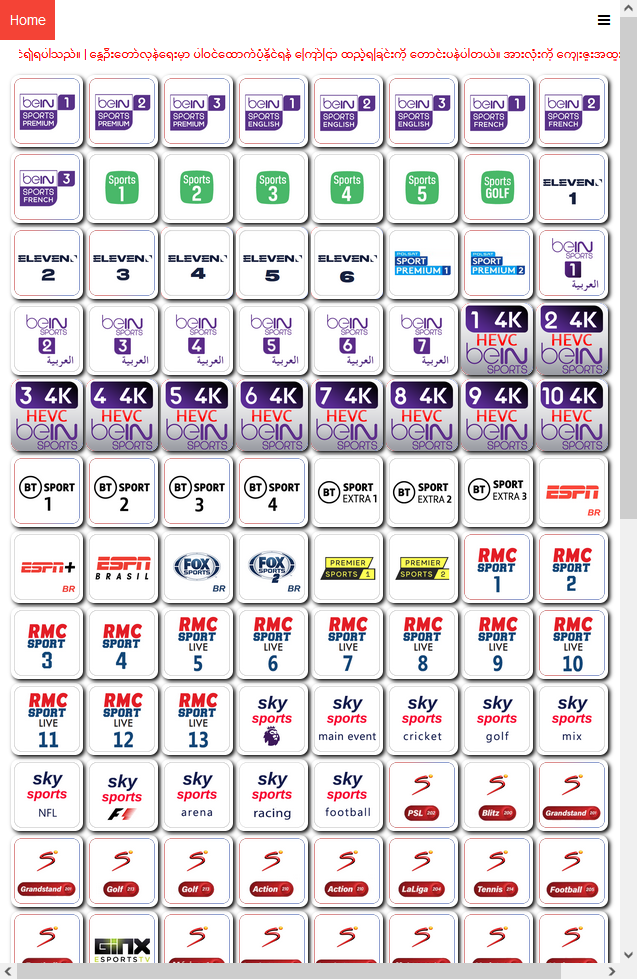 Home
ရရှိရပါသည်။ | နွေဦးတော်လှန်ရေးမှာ ပါဝင်ထောက်ပံ့နိုင်ရန် ကြော်ငြာ ထည့်ရခြင်းကို တောင်းပန်ပါတယ်။ အားလုံးကို ကျေးဇူးအထူး
beIN 1 beIN 2 beIN 3 beIN 1 beIN 2 beIN 3 beIN 1 beIN 2
SPORTS SPORTS SPORTS SPORTS SPORTS SPORTS SPORTS SPORTS
PREMIUM PREMIUM PREMIUM ENGLISH ENGLISH ENGLISH FRENCH FRENCH
beIN 3 Sports Sports Sports Sports Sports Sports ELEVEN
SPORTS 1 2 3 4 5 GOLF 1
FRENCH
ELEVEN ELEVEN ELEVEN ELEVEN ELEVEN POLSAT POLSAT beIN
2 3 4 5 6 SPORT SPORT SPORTS
PREMIUM 1 PREMIUM 2 1
العربية
beIN beIN beIN beIN beIN beIN 1 4K 2 4K
SPORTS SPORTS SPORTS SPORTS SPORTS SPORTS HEVC HEVC
2 3 4 5 6 7 beIN beIN
العربية العربية العربية العربية العربية العربية SPORTS SPORTS
3 4K 4 4K 5 4K 6 4K 7 4K 8 4K 9 4K 10 4K
HEVC HEVC HEVC HEVC HEVC HEVC HEVC HEVC
beIN beIN beIN beIN beIN beIN beIN beIN
SPORTS SPORTS SPORTS SPORTS SPORTS SPORTS SPORTS SPORTS
BT SPORT BT SPORT BT SPORT BT SPORT BT SPORT BT SPORT BT SPORT ESPN
1 2 3 4 EXTRA 1 EXTRA 2 EXTRA 3 BR
ESPN+ ESPN FOX FOX PREMIER PREMIER RMC RMC
BR BRASIL SPORTS SPORTS 2 SPORTS 1 SPORTS 2 SPORT SPORT
BR BR 1 2
RMC RMC RMC RMC RMC RMC RMC RMC
SPORT SPORT SPORT SPORT SPORT SPORT SPORT SPORT
3 4 LIVE LIVE LIVE LIVE LIVE LIVE
5 6 7 8 9 10
RMC RMC RMC sky sky sky sky sky
SPORT SPORT SPORT sports sports sports sports sports
LIVE LIVE LIVE main event cricket golf mix
11 12 13
sky sky sky sky sky S S S
sports sports sports sports sports PSL 202 Blitz 200 Grandstand 201
NFL F1 arena racing football
S S S S S S S S
Grandstand 201 Golf 213 Golf 213 Action 210 Action 210 LaLiga 204 Tennis 214 Football 205
S GINX S S S S S S
ESPORTS TV